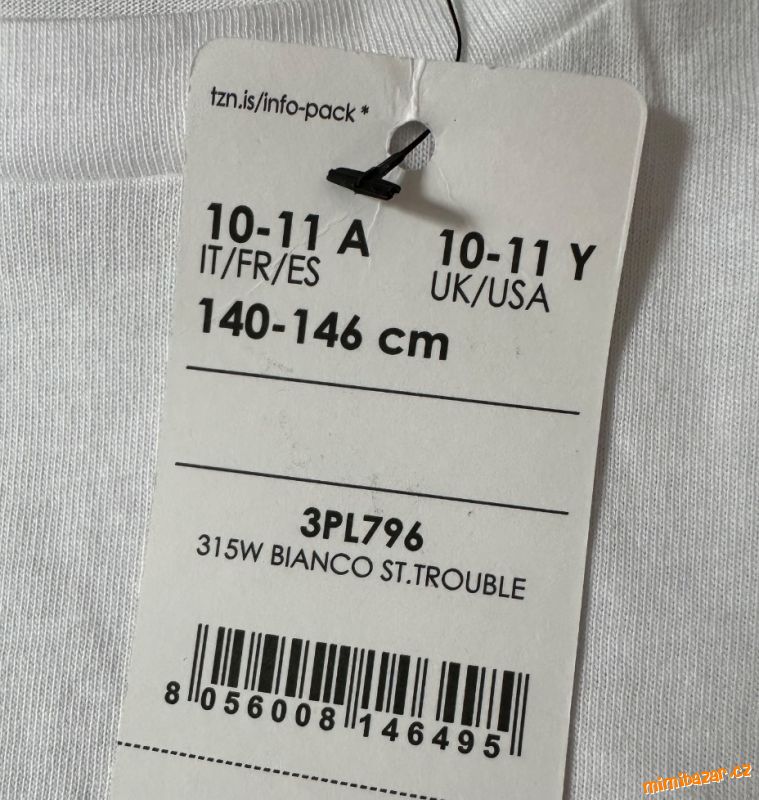 tzn.is/info-pack *
10-11 A 10-11 Y
IT/FR/ES UK/USA
140-146 cm
3PL796
315W BIANCO ST.TROUBLE
8 056008 146495
mimibazar.cz